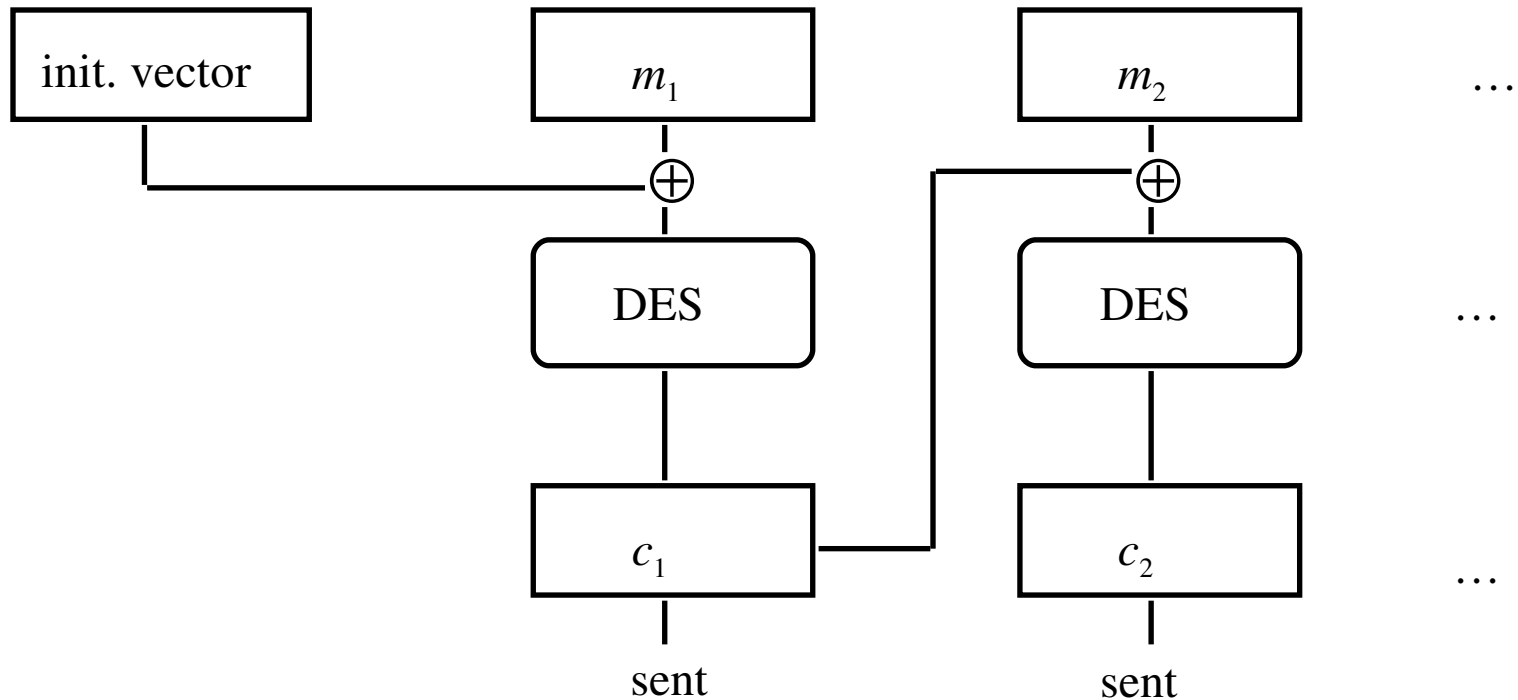 init. vector
m₁
m₂
…
⊕
⊕
DES
DES
…
c₁
c₂
…
sent
sent